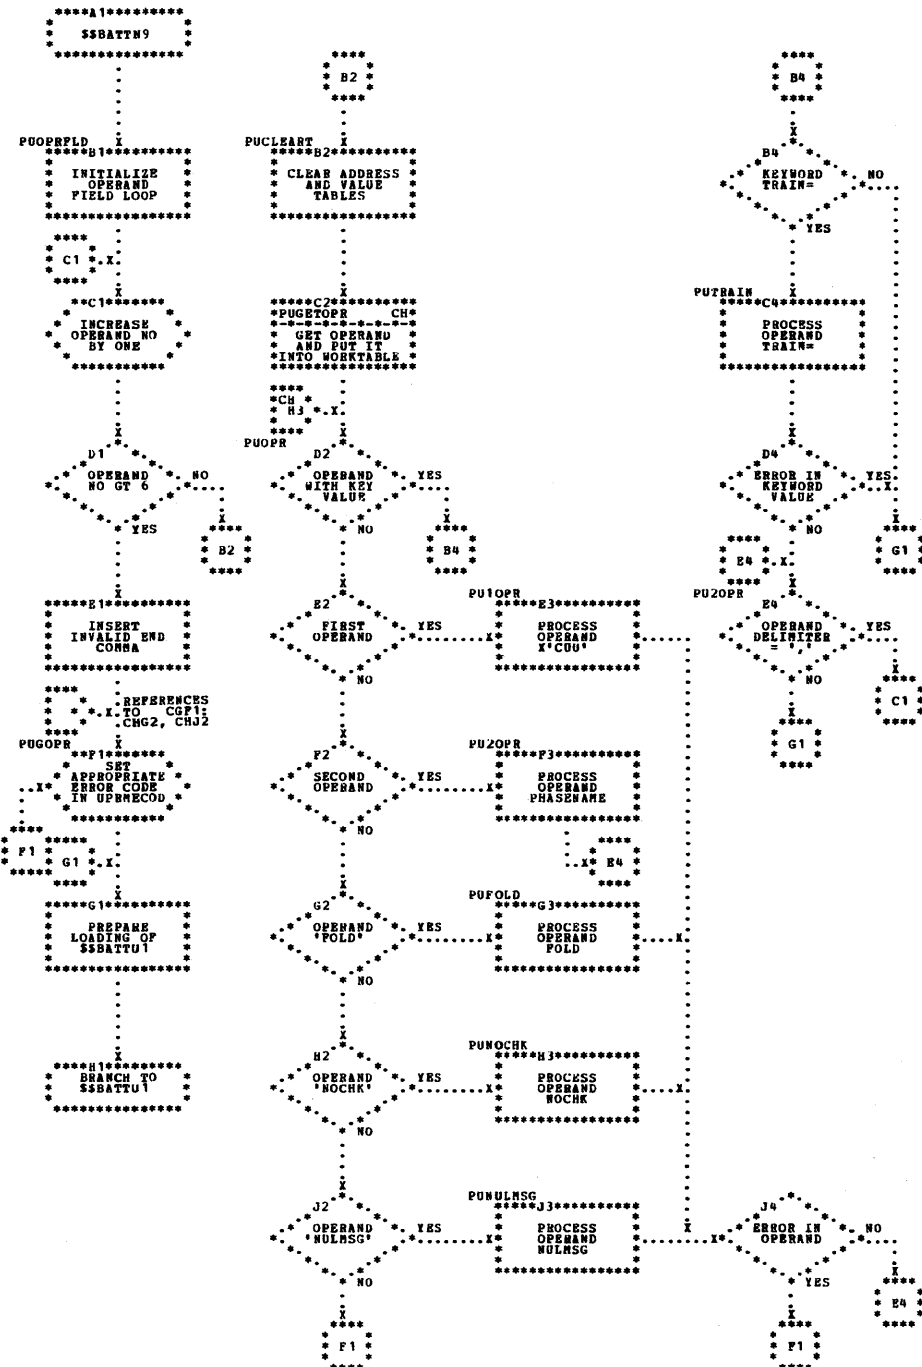 A1
$$BATTN9
B2
B4
PUOPRFLD
B1
INITIALIZE
OPERAND
FIELD LOOP
PUCLEART
B2
CLEAR ADDRESS
AND VALUE
TABLES
B4
KEYWORD
TRAIN=
NO
YES
C1
C1
INCREASE
OPERAND NO
BY ONE
C2
PUGETOPR CH
GET OPERAND
AND PUT IT
INTO WORKTABLE
PUTRAIN
C4
PROCESS
OPERAND
TRAIN=
CH
H3
PUOPR
D1
OPERAND
NO GT 6
NO
YES
B2
D2
OPERAND
WITH KEY
VALUE
YES
NO
B4
D4
ERROR IN
KEYWORD
VALUE
YES
NO
G1
E4
E1
INSERT
INVALID END
COMMA
E2
FIRST
OPERAND
YES
NO
PU1OPR
E3
PROCESS
OPERAND
X'CUU'
PU2OPR
E4
OPERAND
DELIMITER
= ','
YES
NO
C1
G1
REFERENCES
TO CGF1:
CHG2, CHJ2
PUGOPR
F1
SET
APPROPRIATE
ERROR CODE
IN UPRMECOD
F1
F2
SECOND
OPERAND
YES
NO
PU2OPR
F3
PROCESS
OPERAND
PHASENAME
E4
G1
G1
PREPARE
LOADING OF
$$BATTU1
G2
OPERAND
'FOLD'
YES
NO
PUFOLD
G3
PROCESS
OPERAND
FOLD
H1
BRANCH TO
$$BATTU1
H2
OPERAND
'NOCHK'
YES
NO
PUNOCHK
H3
PROCESS
OPERAND
NOCHK
J2
OPERAND
'NULMSG'
YES
NO
PUNULMSG
J3
PROCESS
OPERAND
NULMSG
J4
ERROR IN
OPERAND
NO
YES
E4
F1
F1